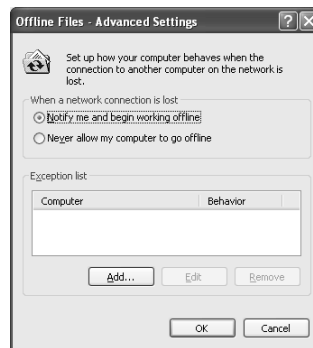 Offline Files - Advanced Settings
Set up how your computer behaves when the
connection to another computer on the network is
lost.
When a network connection is lost
Notify me and begin working offline
Never allow my computer to go offline
Exception list
Computer Behavior
Add... Edit Remove
OK Cancel